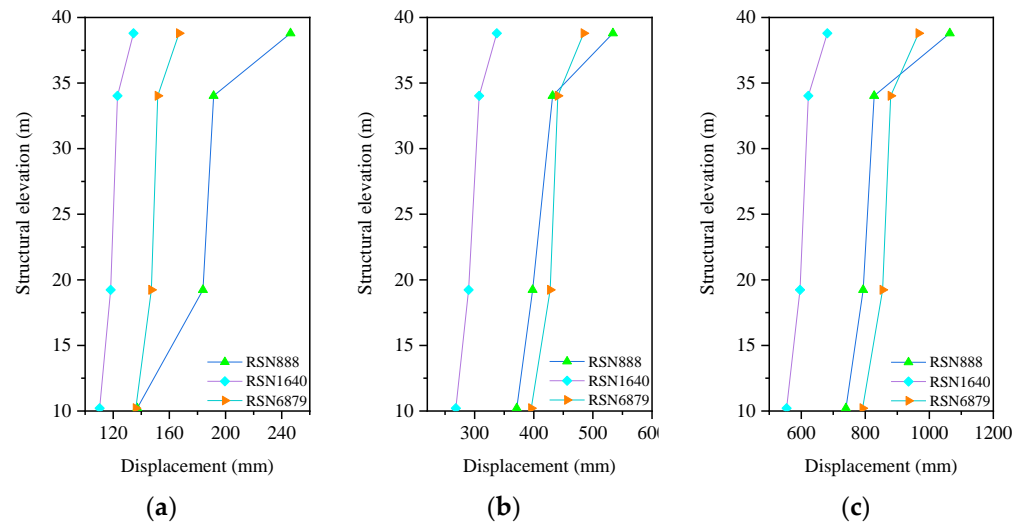 40
35
30
25
20
15
10
Structural elevation (m)
120 160 200 240
Displacement (mm)
RSN888
RSN1640
RSN6879
(a)
40
35
30
25
20
15
10
Structural elevation (m)
300 400 500 600
Displacement (mm)
RSN888
RSN1640
RSN6879
(b)
40
35
30
25
20
15
10
Structural elevation (m)
600 800 1000 1200
Displacement (mm)
RSN888
RSN1640
RSN6879
(c)